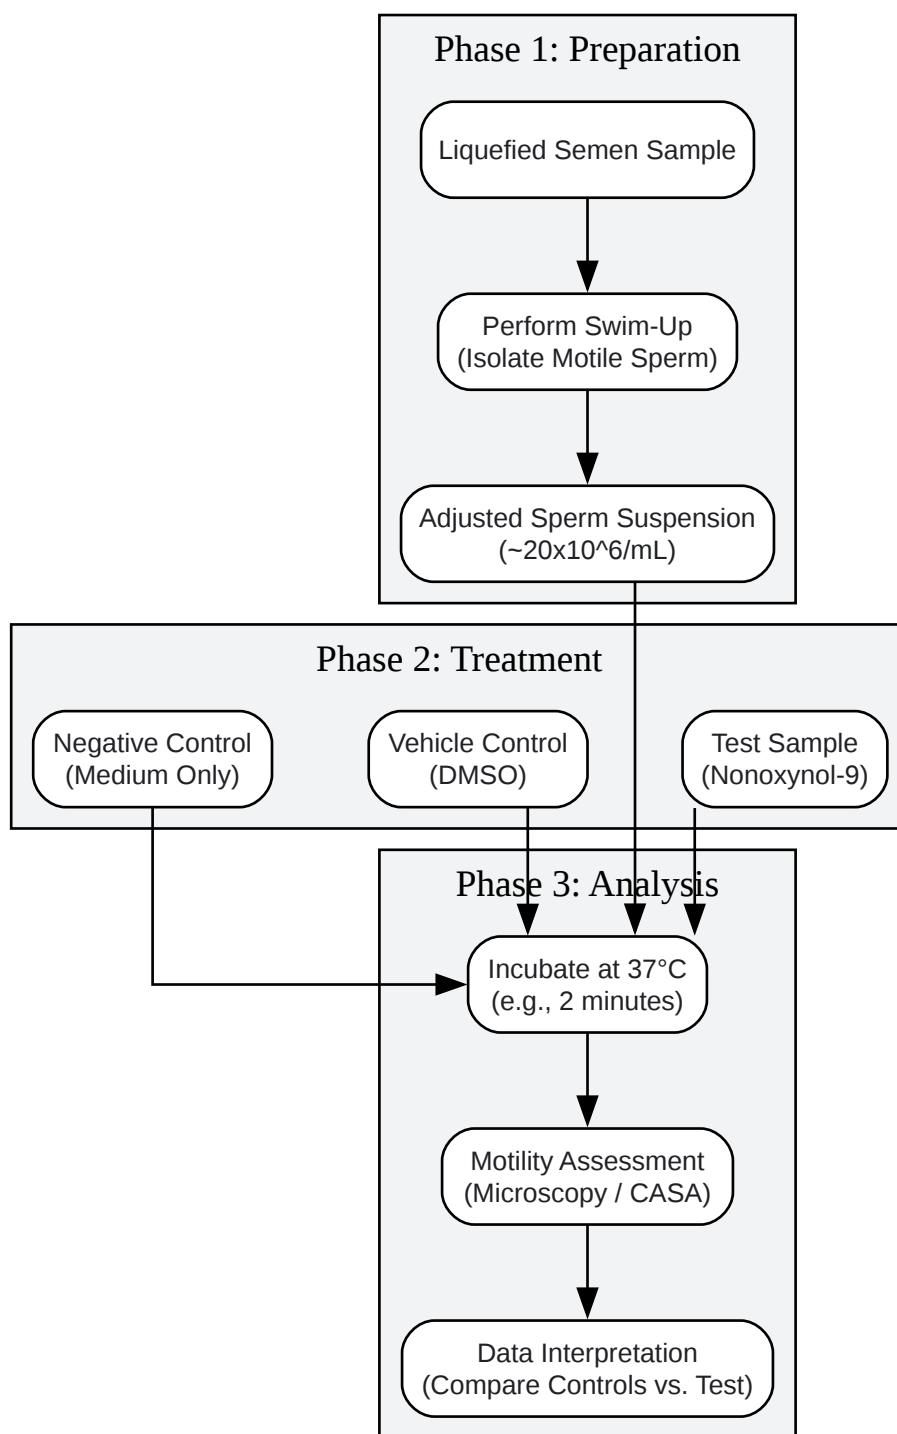 Phase 1: Preparation
Liquefied Semen Sample
Perform Swim-Up
(Isolate Motile Sperm)
Adjusted Sperm Suspension
(~20x10^6/mL)
Phase 2: Treatment
Negative Control
(Medium Only)
Vehicle Control
(DMSO)
Test Sample
(Nonoxynol-9)
Phase 3: Analysis
Incubate at 37°C
(e.g., 2 minutes)
Motility Assessment
(Microscopy / CASA)
Data Interpretation
(Compare Controls vs. Test)